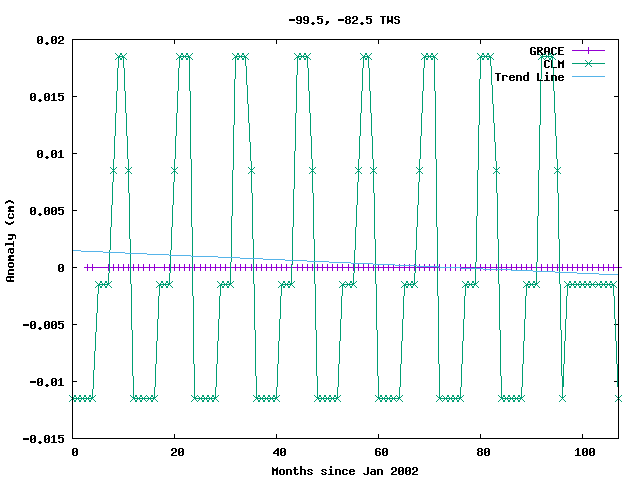 -99.5, -82.5 TWS
GRACE
CLM
Trend Line
0.02
0.015
0.01
0.005
0
-0.005
-0.01
-0.015
Anomaly (cm)
0 20 40 60 80 100
Months since Jan 2002